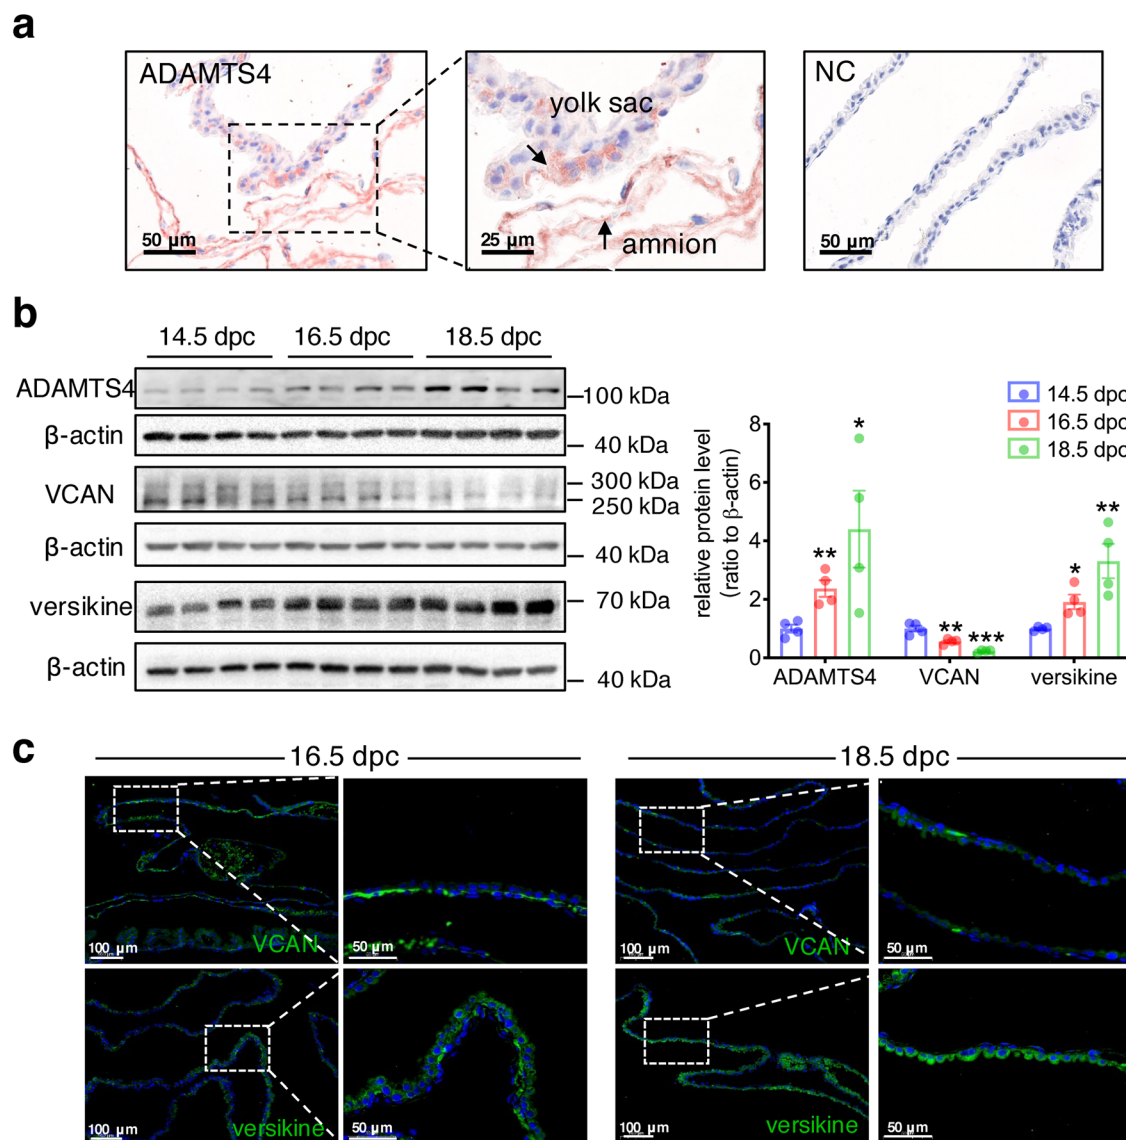 a
ADAMTS4
50 µm
yolk sac
amnion
25 µm
NC
50 µm
b
14.5 dpc 16.5 dpc 18.5 dpc
ADAMTS4
100 kDa
β-actin
40 kDa
VCAN
300 kDa
250 kDa
β-actin
40 kDa
versikine
70 kDa
β-actin
40 kDa
14.5 dpc
16.5 dpc
18.5 dpc
relative protein level
(ratio to β-actin)
8
6
4
2
0
** *
** ***
* **
ADAMTS4 VCAN versikine
c
16.5 dpc 18.5 dpc
100 µm VCAN 50 µm 100 µm VCAN 50 µm
100 µm versikine 50 µm 100 µm versikine 50 µm